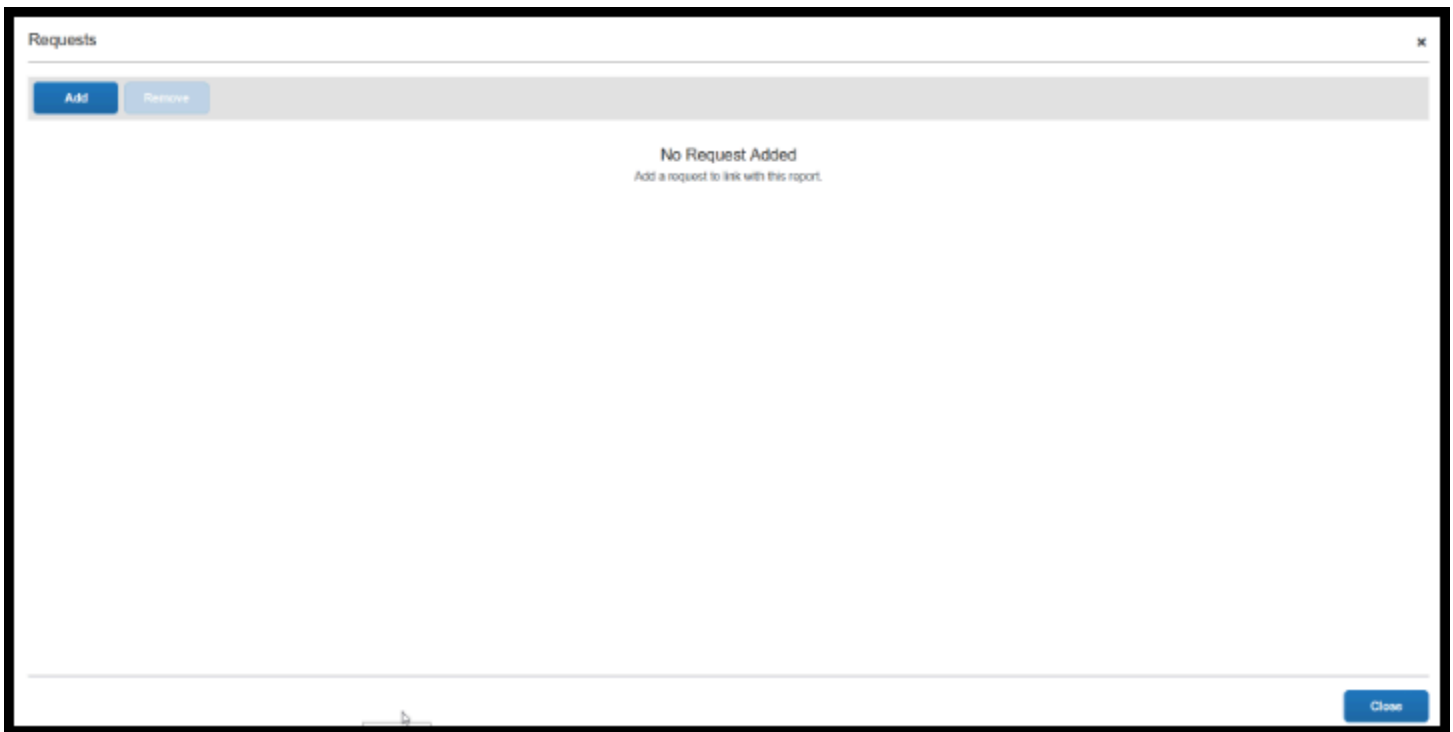 Requests
Add
Remove
No Request Added
Add a request to link with this report.
Close